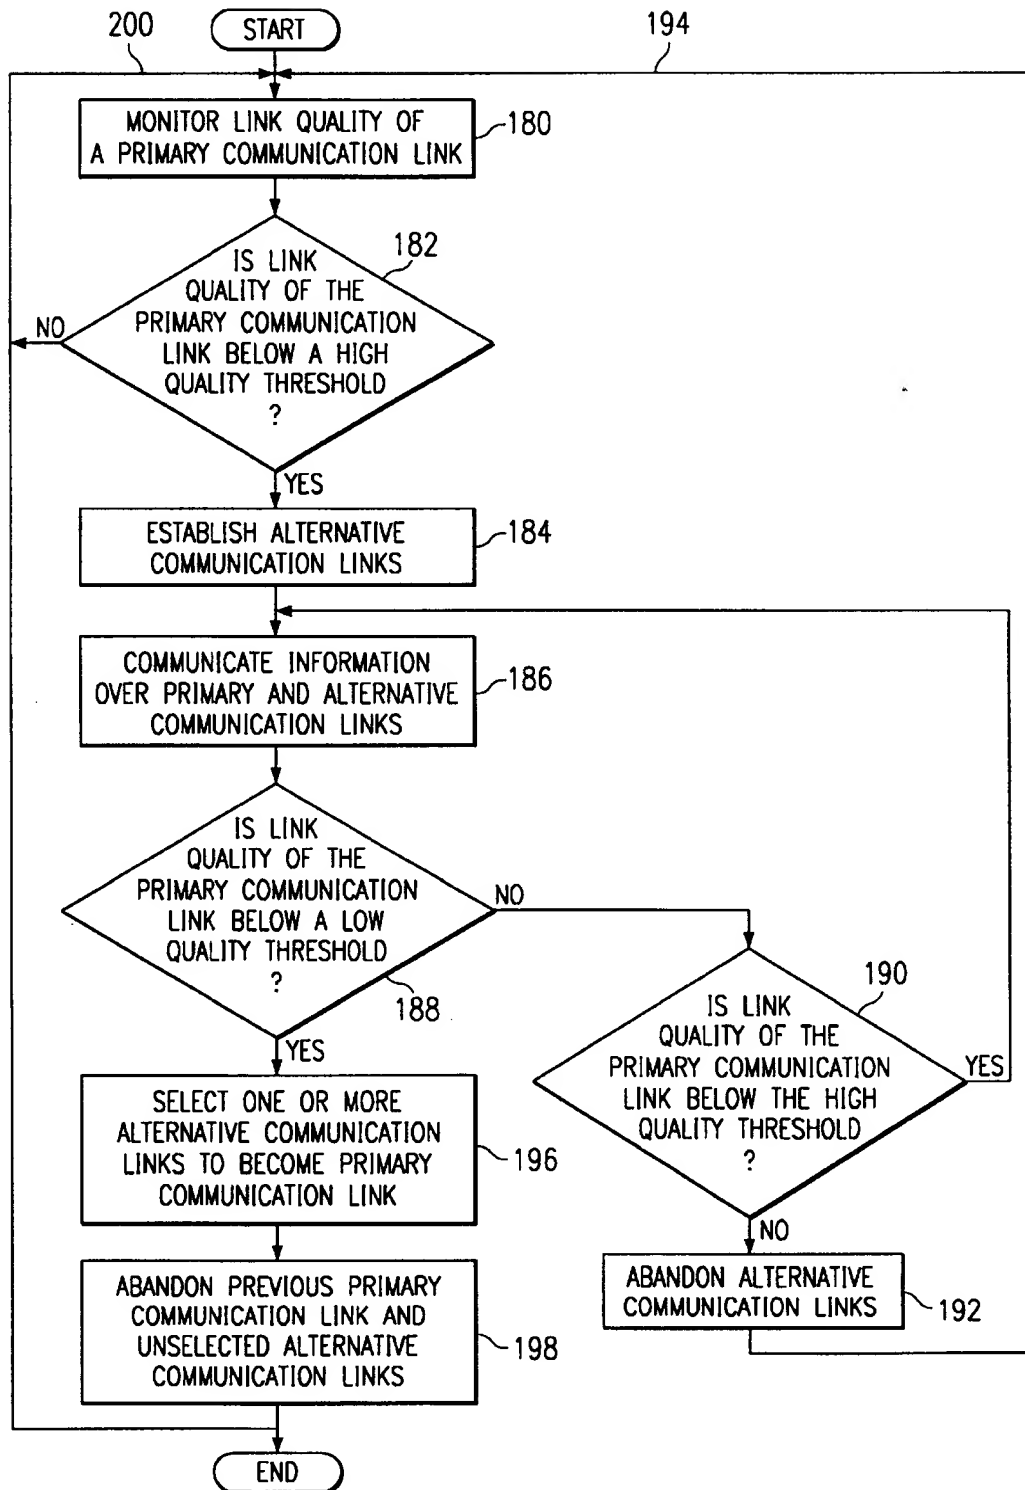 200
START
194
MONITOR LINK QUALITY OF
A PRIMARY COMMUNICATION LINK
180
IS LINK
QUALITY OF THE
PRIMARY COMMUNICATION
LINK BELOW A HIGH
QUALITY THRESHOLD
?
182
NO
YES
ESTABLISH ALTERNATIVE
COMMUNICATION LINKS
184
COMMUNICATE INFORMATION
OVER PRIMARY AND ALTERNATIVE
COMMUNICATION LINKS
186
IS LINK
QUALITY OF THE
PRIMARY COMMUNICATION
LINK BELOW A LOW
QUALITY THRESHOLD
?
188
NO
YES
190
IS LINK
QUALITY OF THE
PRIMARY COMMUNICATION
LINK BELOW THE HIGH
QUALITY THRESHOLD
?
YES
NO
SELECT ONE OR MORE
ALTERNATIVE COMMUNICATION
LINKS TO BECOME PRIMARY
COMMUNICATION LINK
196
ABANDON ALTERNATIVE
COMMUNICATION LINKS
192
ABANDON PREVIOUS PRIMARY
COMMUNICATION LINK AND
UNSELECTED ALTERNATIVE
COMMUNICATION LINKS
198
END